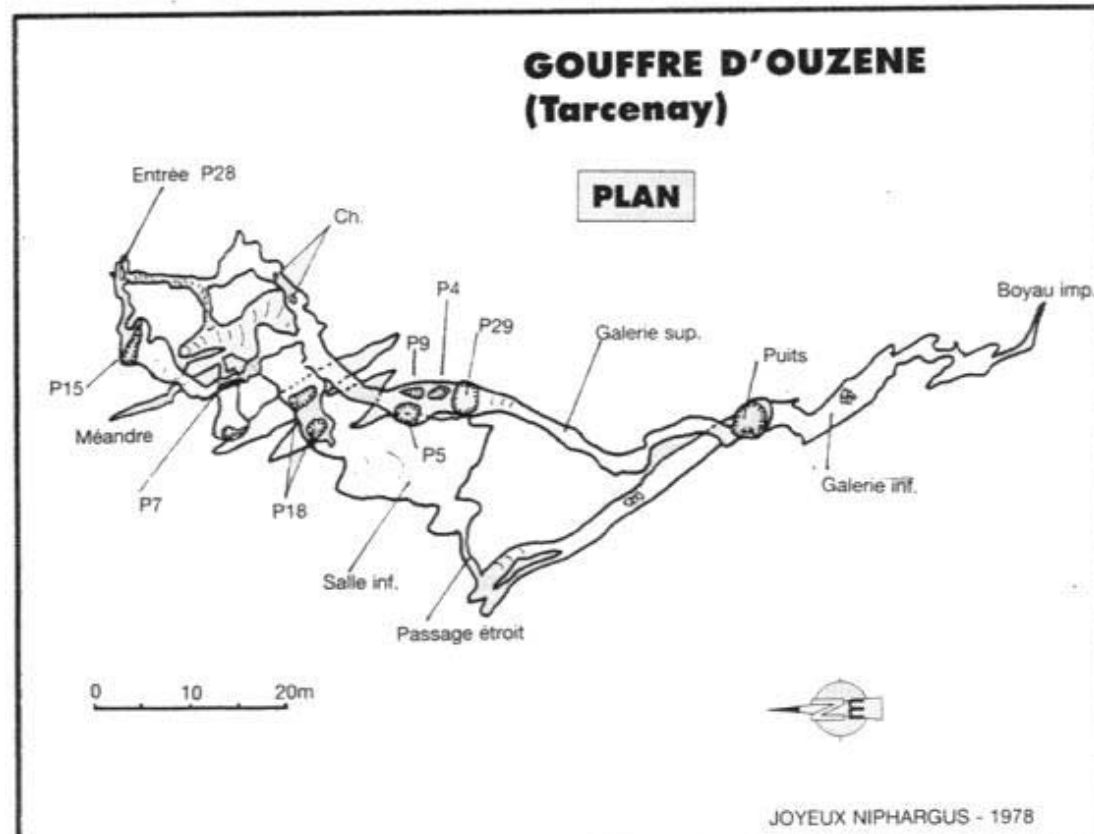 GOUFFRE D'OUZENE
(Tarcenay)
PLAN
Entrée P28
Ch.
P4
P9
P29
Galerie sup.
Boyau imp.
Puits
P15
Méandre
P7
P18
P5
Galerie inf.
Salle inf.
Passage étroit
0 10 20m
NE
JOYEUX NIPHARGUS - 1978